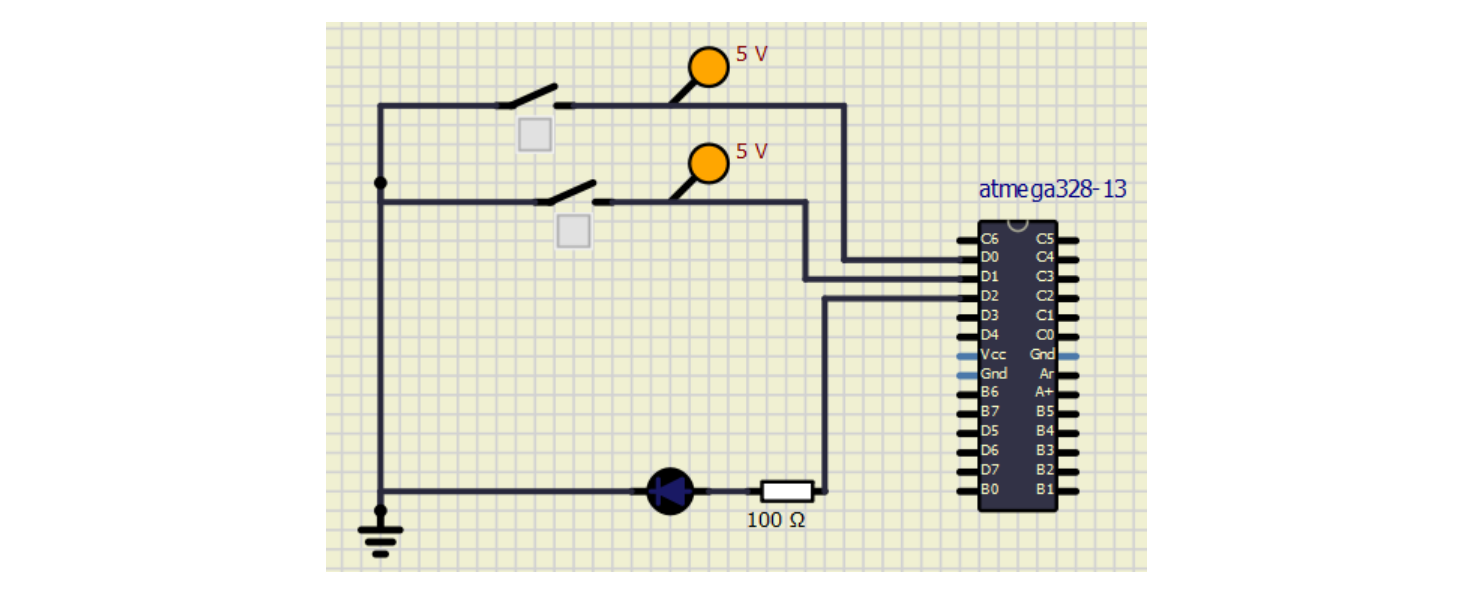 5 V
5 V
atmega328-13
C6 C5
D0 C4
D1 C3
D2 C2
D3 C1
D4 C0
Vcc Gnd
Gnd Ar
B6 A+
B7 B5
D5 B4
D6 B3
D7 B2
B0 B1
100 Ω